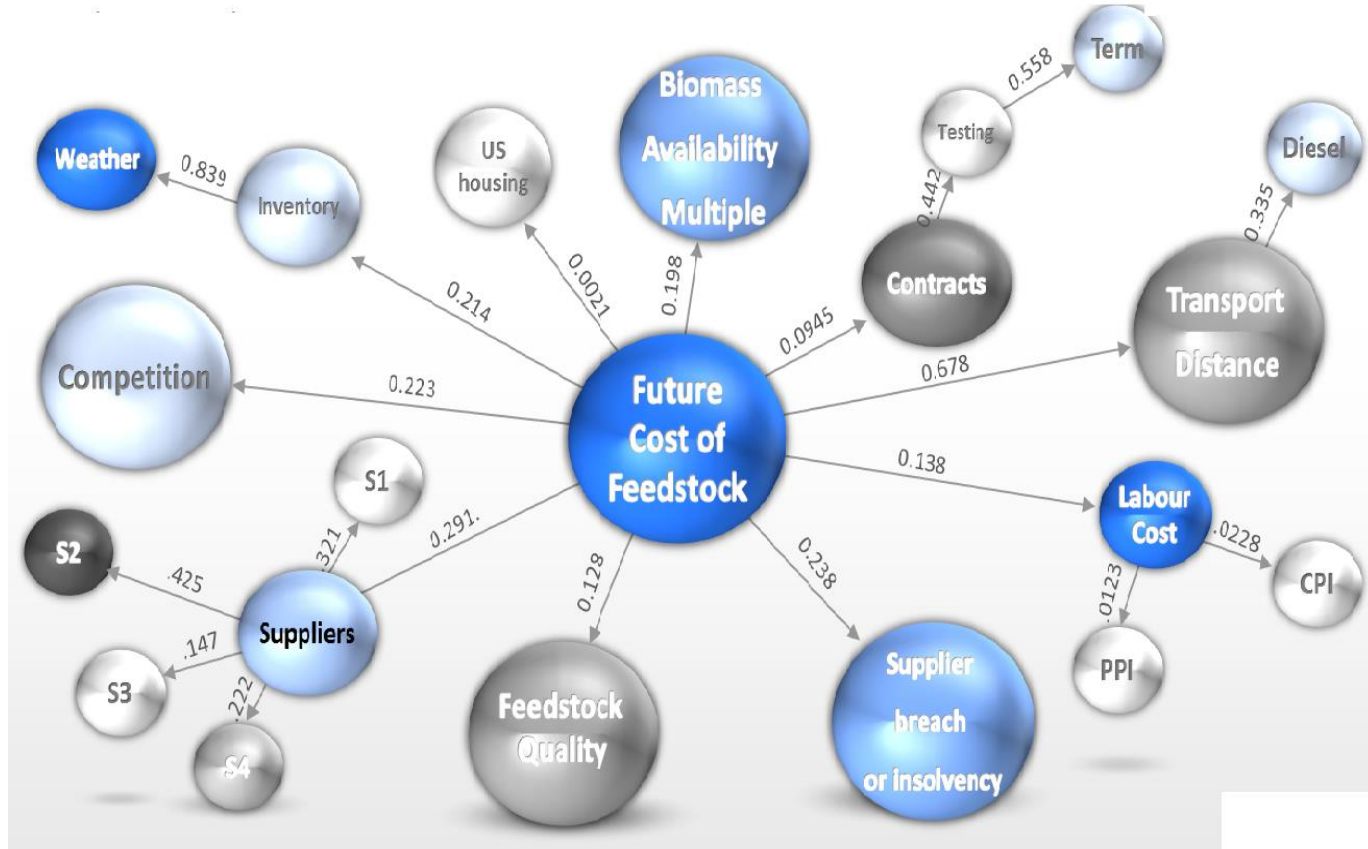 Term
0.558
Biomass
Availability
Multiple
Testing
US
housing
Diesel
Weather
0.839
Inventory
0.442
0.335
0.0021
0.198
Contracts
0.214
0.0945
Transport
Distance
0.678
Competition
0.223
Future
Cost of
Feedstock
0.138
Labour
Cost
.0228
.0123
CPI
PPI
S1
.321
0.291.
S2
.425
Suppliers
.147
S3
.222
S4
0.128
0.238
Feedstock
Quality
Supplier
breach
or insolvency